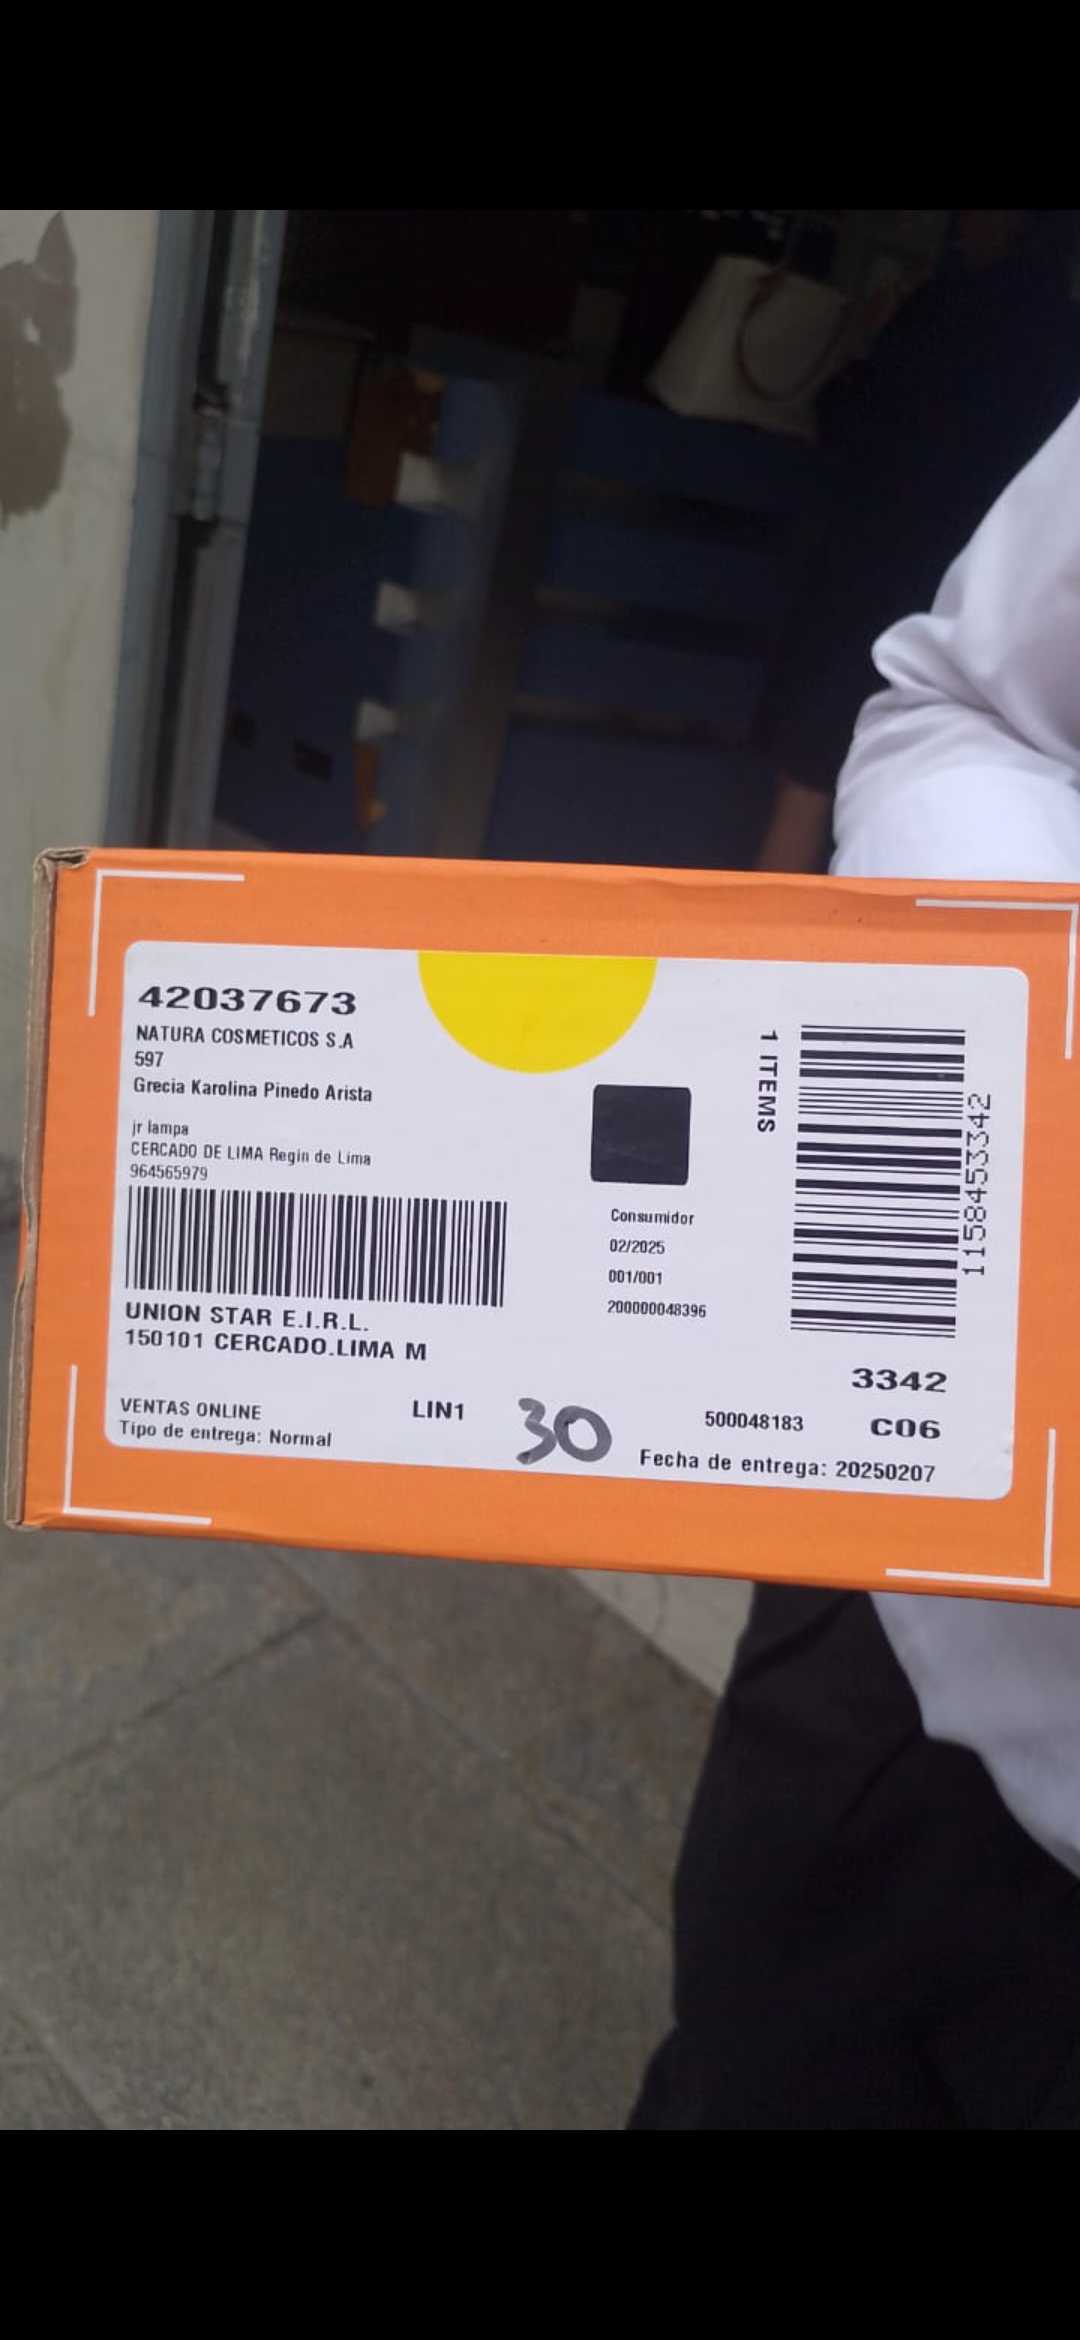 42037673
NATURA COSMETICOS S.A
597
Grecia Karolina Pinedo Arista
jr lampa
CERCADO DE LIMA Regin de Lima
964565979
UNION STAR E.I.R.L.
150101 CERCADO.LIMA M
VENTAS ONLINE
Tipo de entrega: Normal
LIN1
30
1 ITEMS
1158453342
Consumidor
02/2025
001/001
200000048396
3342
500048183
C06
Fecha de entrega: 20250207